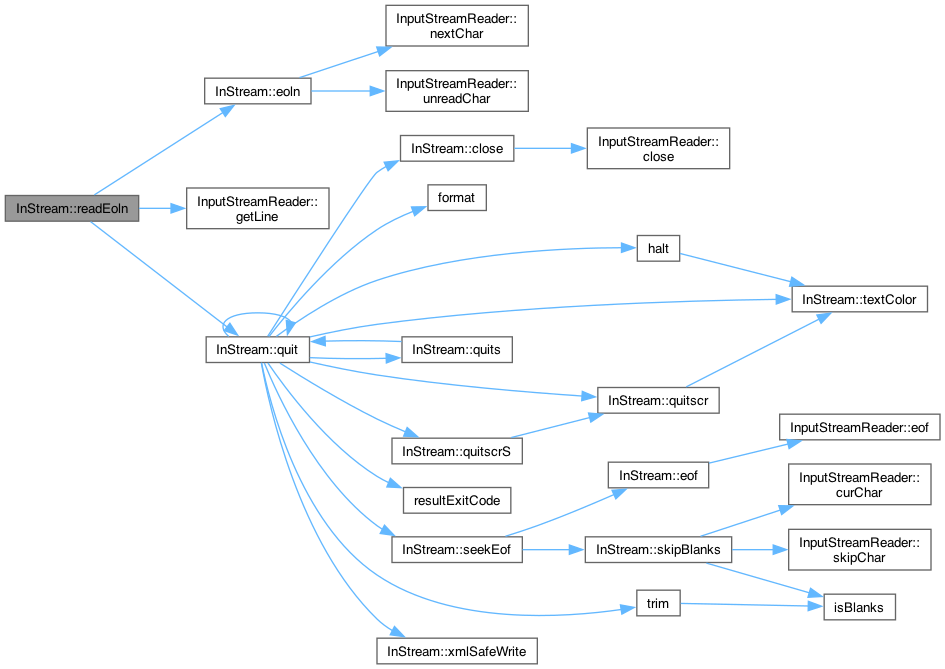 InputStreamReader::
nextChar
InStream::eoln
InputStreamReader::
unreadChar
InStream::close
InputStreamReader::
close
format
InStream::readEoln
InputStreamReader::
getLine
halt
InStream::textColor
InStream::quit
InStream::quits
InStream::quitscr
InputStreamReader::eof
InStream::quitscrS
InStream::eof
InputStreamReader::
curChar
resultExitCode
InStream::seekEof
InStream::skipBlanks
InputStreamReader::
skipChar
trim
isBlanks
InStream::xmlSafeWrite